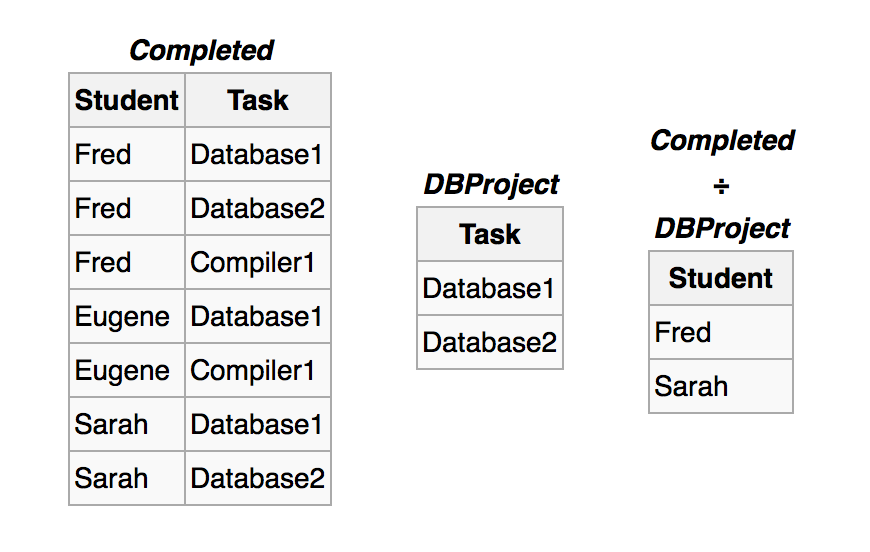 Completed
Student Task
Fred Database1
Fred Database2
Fred Compiler1
Eugene Database1
Eugene Compiler1
Sarah Database1
Sarah Database2
DBProject
Task
Database1
Database2
Completed
÷
DBProject
Student
Fred
Sarah